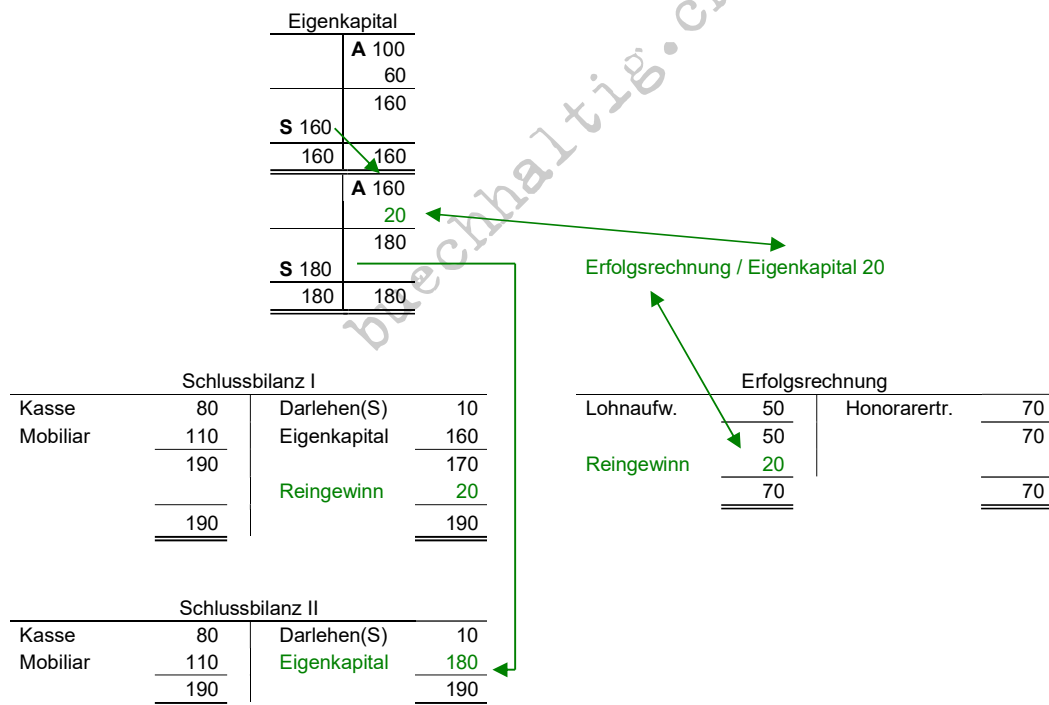 Eigenkapital
A 100
60
160
S 160
160 160
A 160
20
180
S 180
180 180
buechhaltig.ch
Erfolgsrechnung / Eigenkapital 20
Schlussbilanz I
Kasse 80 Darlehen(S) 10
Mobiliar 110 Eigenkapital 160
190 170
Reingewinn 20
190 190
Erfolgsrechnung
Lohnaufw. 50 Honorarertr. 70
50 70
Reingewinn 20
70 70
Schlussbilanz II
Kasse 80 Darlehen(S) 10
Mobiliar 110 Eigenkapital 180
190 190